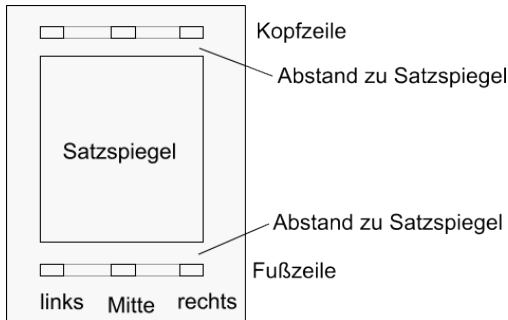 Kopfzeile
Abstand zu Satzspiegel
Satzspiegel
Abstand zu Satzspiegel
Fußzeile
links Mitte rechts